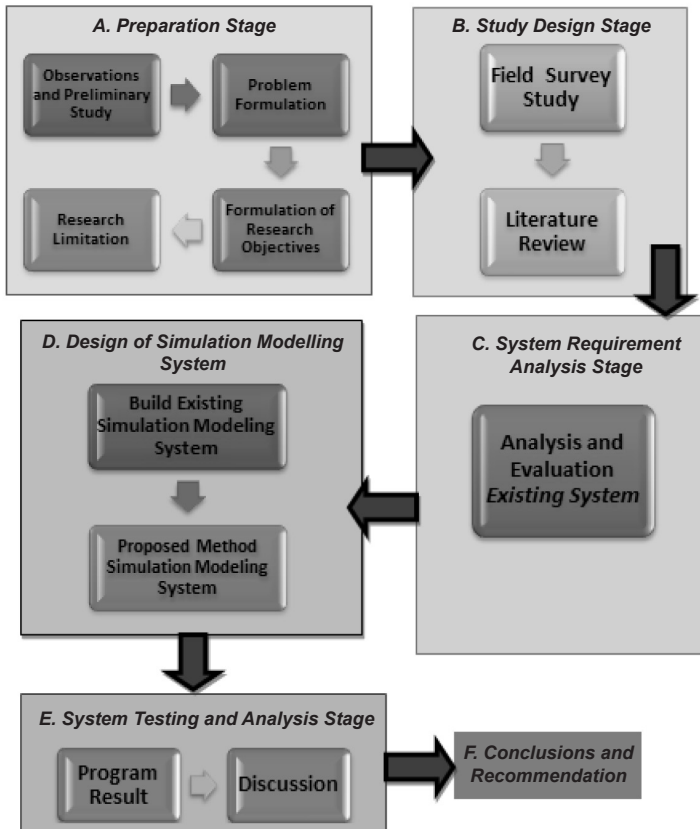 A. Preparation Stage
Observations
and Preliminary
Study
Problem
Formulation
Formulation of
Research
Objectives
Research
Limitation
B. Study Design Stage
Field Survey
Study
Literature
Review
C. System Requirement
Analysis Stage
Analysis and
Evaluation
Existing System
D. Design of Simulation Modelling
System
Build Existing
Simulation Modeling
System
Proposed Method
Simulation Modeling
System
E. System Testing and Analysis Stage
Program
Result
Discussion
F. Conclusions and
Recommendation